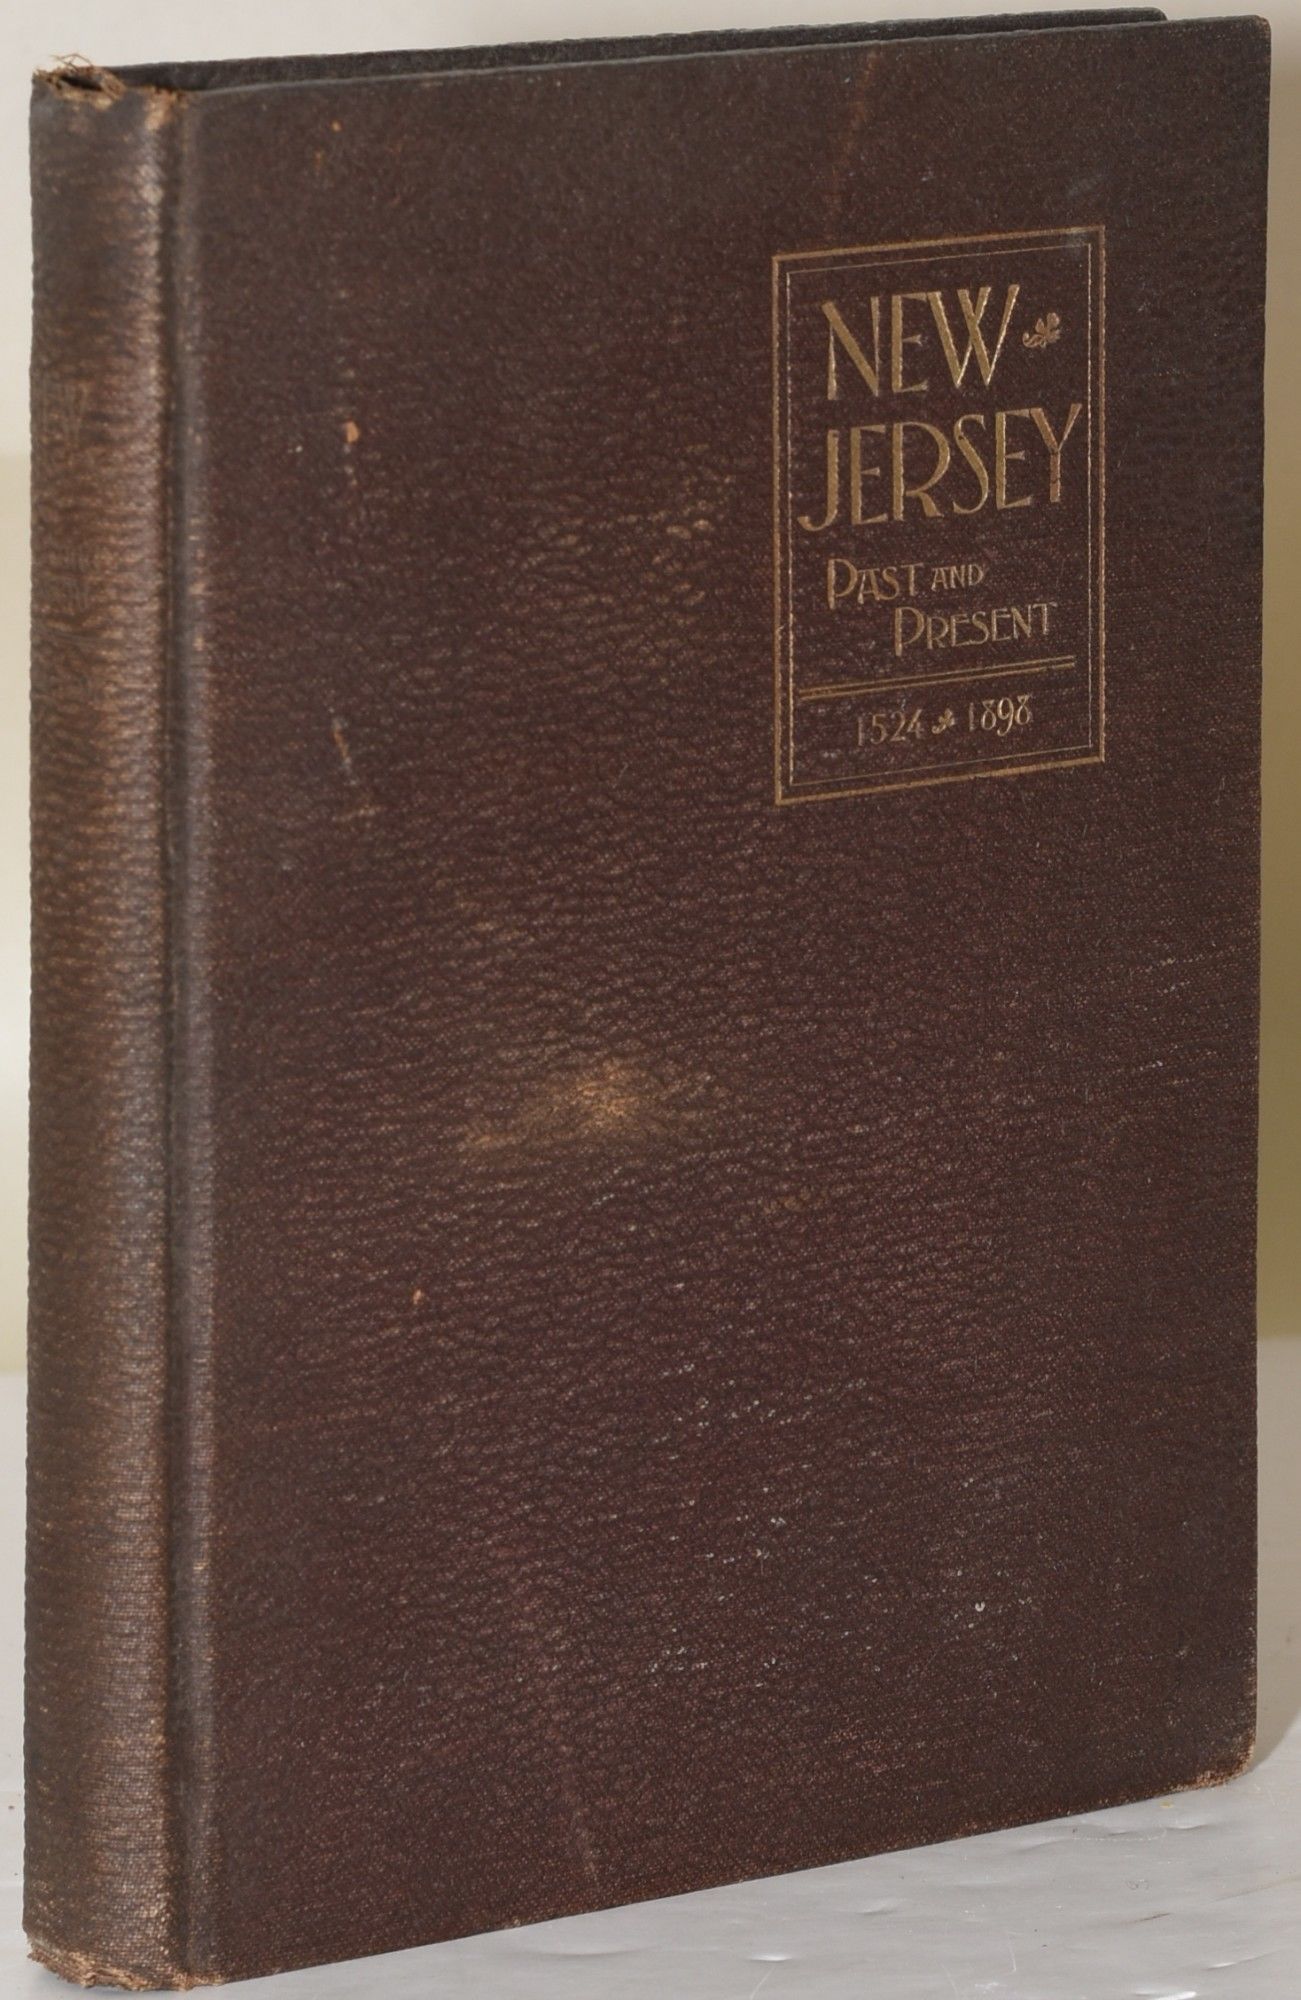 NEW
JERSEY
PAST AND
PRESENT
1524 1898